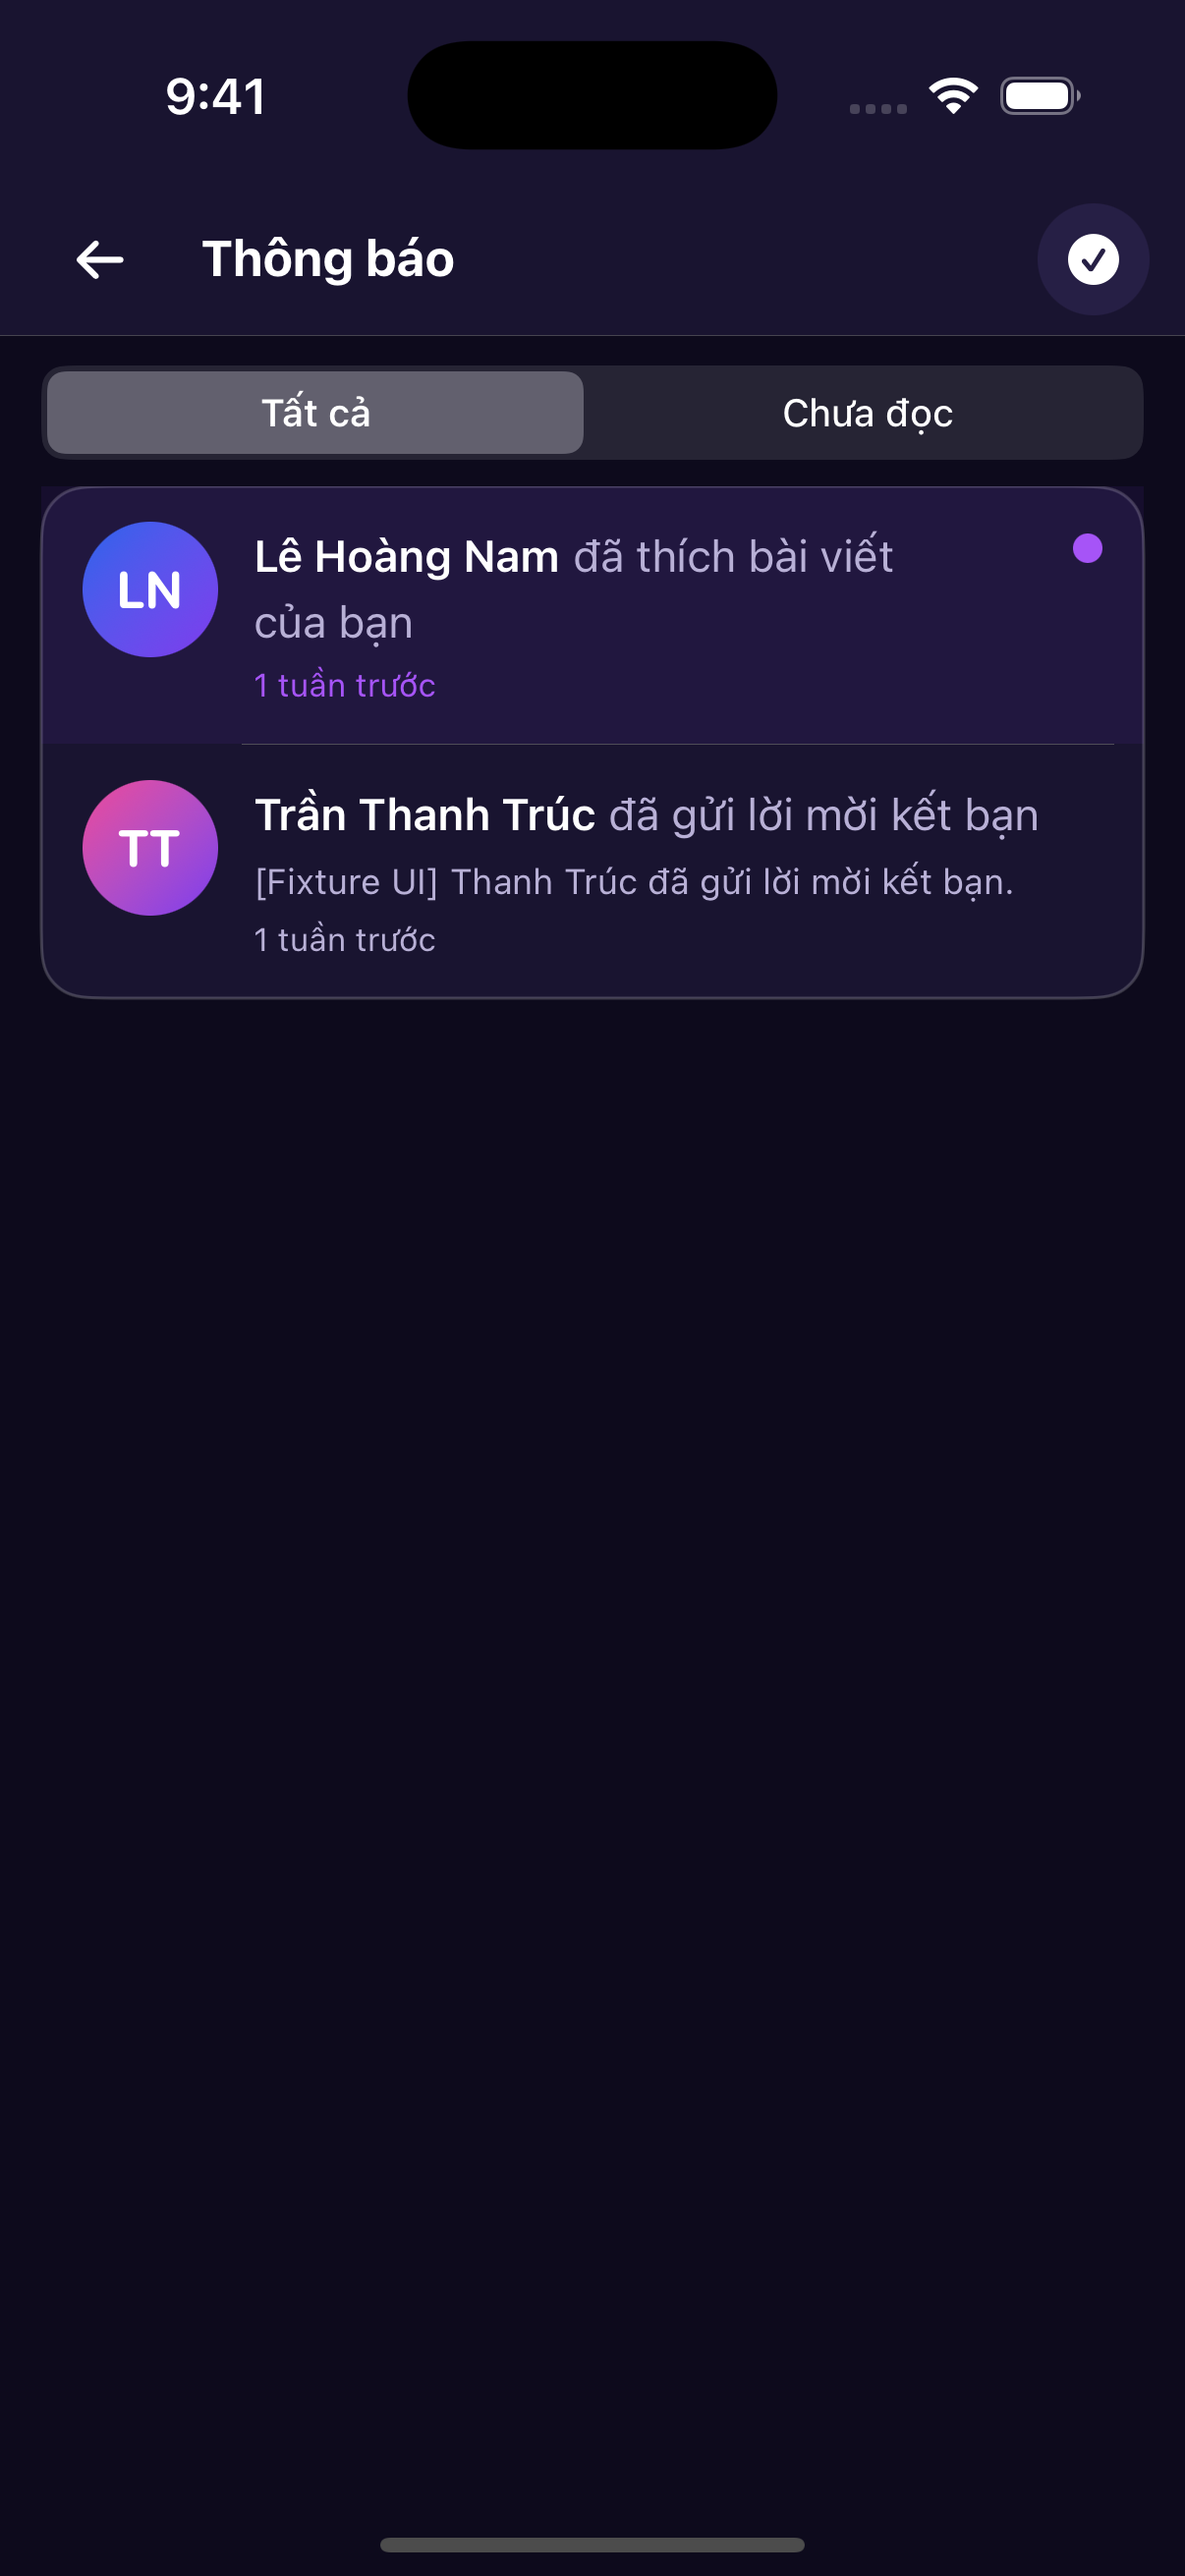 9:41
Thông báo
Tất cả
Chưa đọc
LN
Lê Hoàng Nam đã thích bài viết
của bạn
1 tuần trước
TT
Trần Thanh Trúc đã gửi lời mời kết bạn
[Fixture UI] Thanh Trúc đã gửi lời mời kết bạn.
1 tuần trước